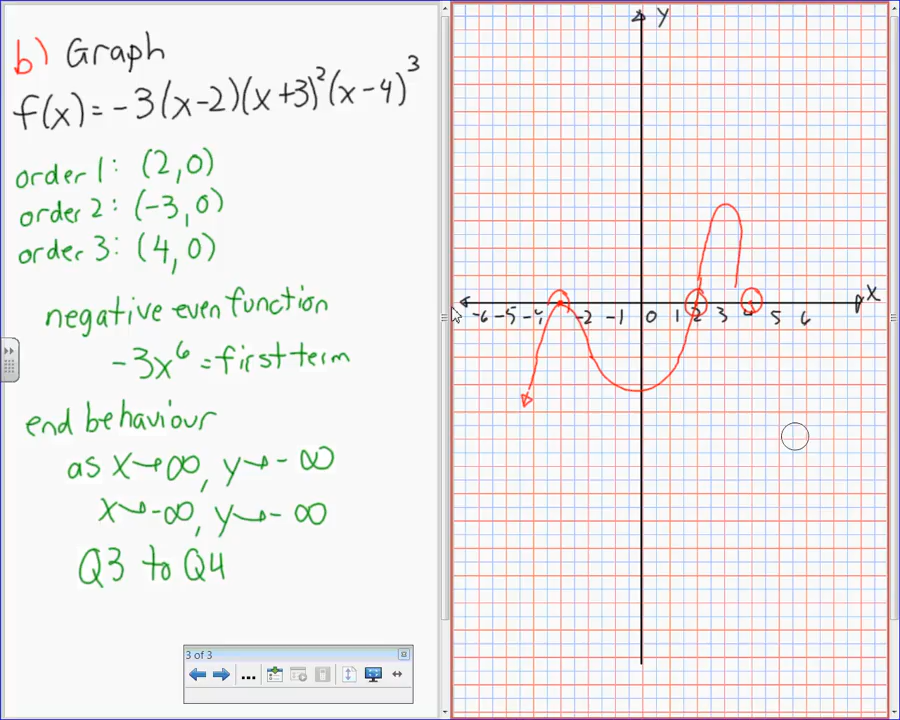 b) Graph
f(x) = -3(x-2)(x+3)²(x-4)³
order 1: (2,0)
order 2: (-3,0)
order 3: (4,0)
negative even function
-3x⁶ = first term
end behaviour
as x→∞, y→-∞
x→-∞, y→-∞
Q3 to Q4
3 of 3
...
Y
X
-6 -5 -4 -2 -1 0 1 2 3 4 5 6